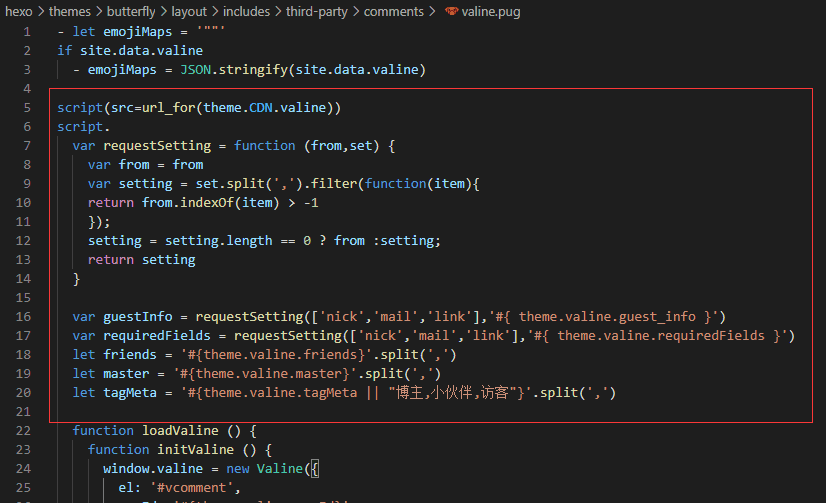 hexo > themes > butterfly > layout > includes > third-party > comments > valine.pug
1 - let emojiMaps = '""'
2 if site.data.valine
3   - emojiMaps = JSON.stringify(site.data.valine)
4
5 script(src=url_for(theme.CDN.valine))
6 script.
7   var requestSetting = function (from,set) {
8     var from = from
9     var setting = set.split(',').filter(function(item){
10     return from.indexOf(item) > -1
11     });
12     setting = setting.length == 0 ? from :setting;
13     return setting
14   }
15
16   var guestInfo = requestSetting(['nick','mail','link'],'#{ theme.valine.guest_info }')
17   var requiredFields = requestSetting(['nick','mail','link'],'#{ theme.valine.requiredFields }')
18   let friends = '#{theme.valine.friends}'.split(',')
19   let master = '#{theme.valine.master}'.split(',')
20   let tagMeta = '#{theme.valine.tagMeta || "博主,小伙伴,访客"}'.split(',')
21
22   function loadValine () {
23     function initValine () {
24       window.valine = new Valine({
25         el: '#vcomment',